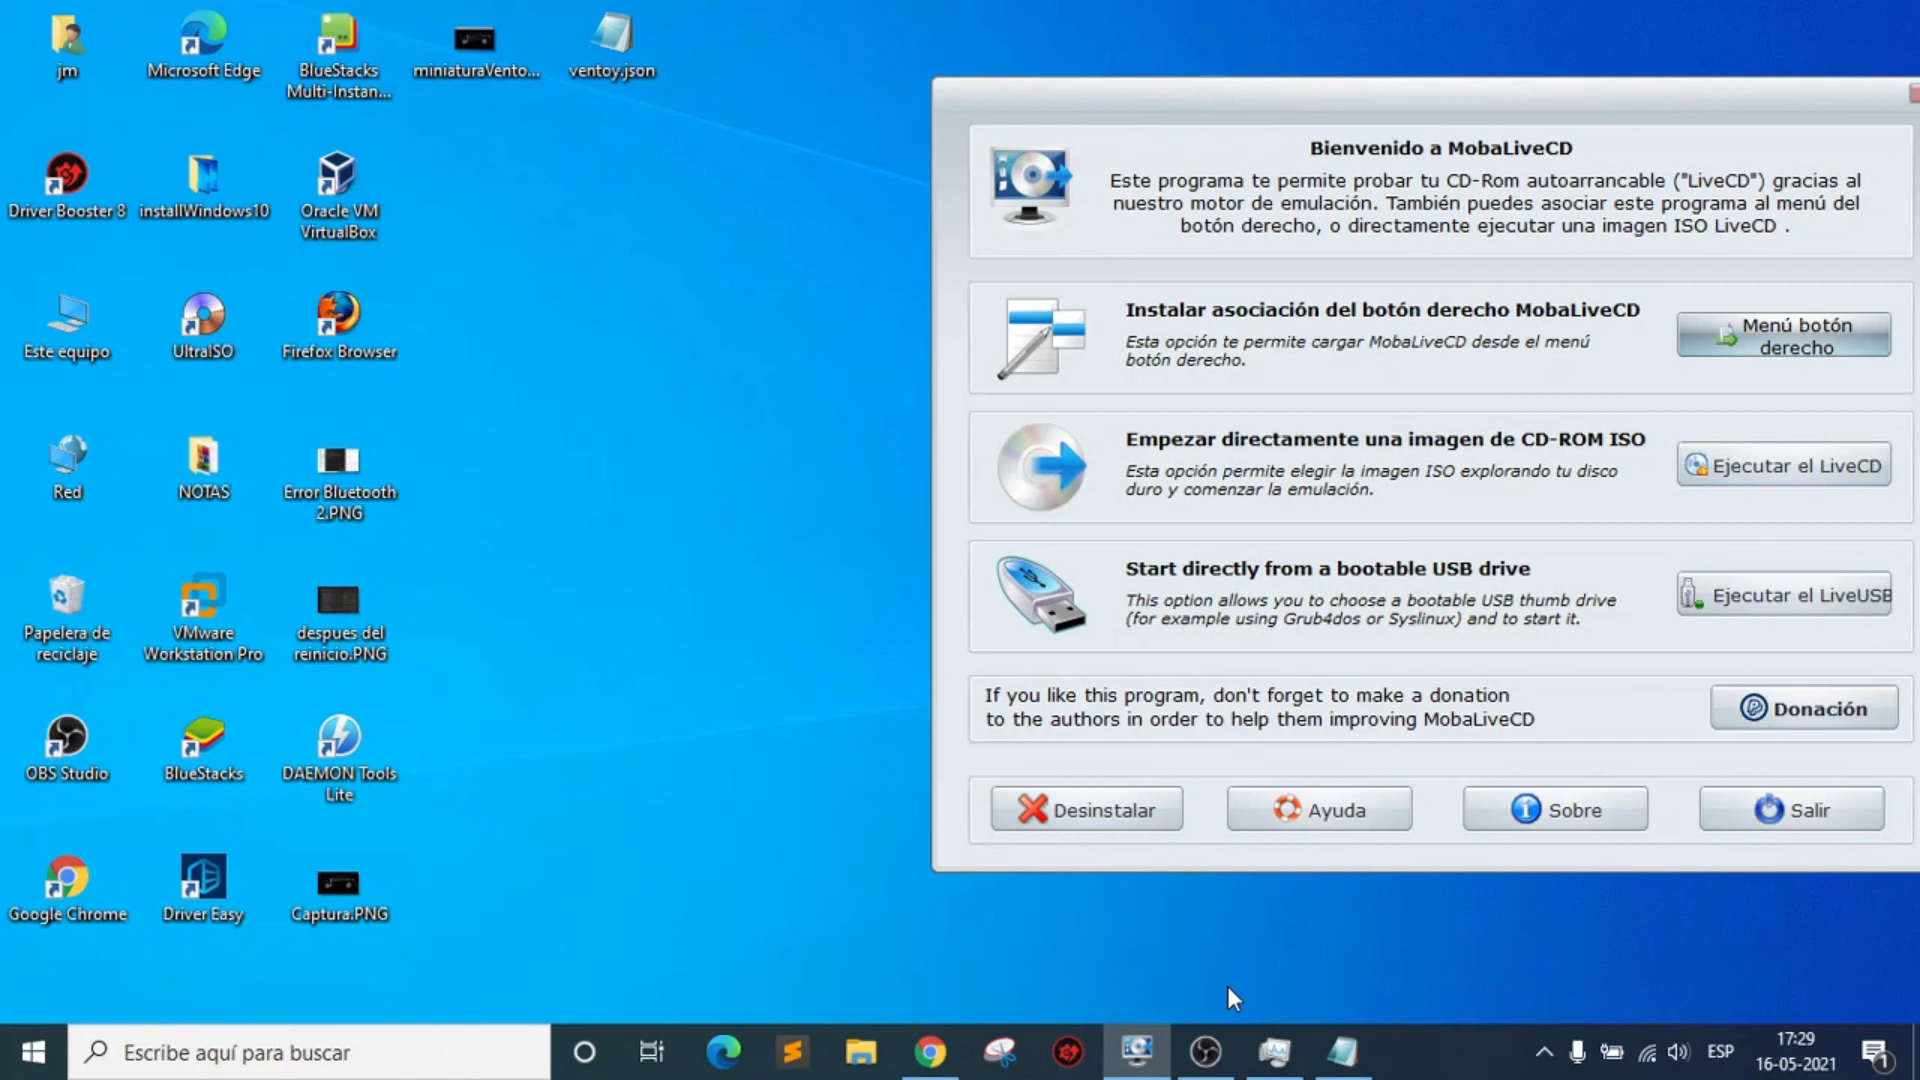 jm
Microsoft Edge
BlueStacks
Multi-Instan...
miniaturaVento...
ventoy.json
Driver Booster 8
installWindows10
Oracle VM
VirtualBox
Este equipo
UltraISO
Firefox Browser
Red
NOTAS
Error Bluetooth
2.PNG
Papelera de
reciclaje
VMware
Workstation Pro
despues del
reinicio.PNG
OBS Studio
BlueStacks
DAEMON Tools
Lite
Google Chrome
Driver Easy
Captura.PNG
Bienvenido a MobaLiveCD
Este programa te permite probar tu CD-Rom autoarrancable ("LiveCD") gracias al
nuestro motor de emulación. También puedes asociar este programa al menú del
botón derecho, o directamente ejecutar una imagen ISO LiveCD .
Instalar asociación del botón derecho MobaLiveCD
Esta opción te permite cargar MobaLiveCD desde el menú
botón derecho.
Menú botón
derecho
Empezar directamente una imagen de CD-ROM ISO
Esta opción permite elegir la imagen ISO explorando tu disco
duro y comenzar la emulación.
Ejecutar el LiveCD
Start directly from a bootable USB drive
This option allows you to choose a bootable USB thumb drive
(for example using Grub4dos or Syslinux) and to start it.
Ejecutar el LiveUSB
If you like this program, don't forget to make a donation
to the authors in order to help them improving MobaLiveCD
Donación
Desinstalar
Ayuda
Sobre
Salir
Escribe aquí para buscar
ESP
17:29
16-05-2021
1